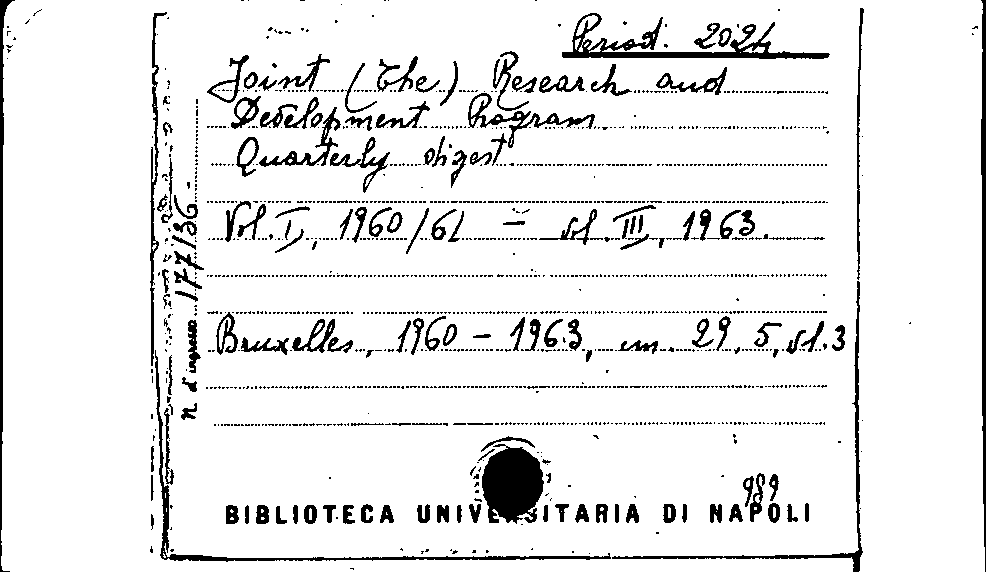 Period. 2024
Joint (The) Research and
Development Program.
Quarterly digest.
Vol. I, 1960/61 - vol. III, 1963.
Bruxelles, 1960 - 1963, cm. 29,5, vl. 3
N. d'ingresso 177136
989
BIBLIOTECA UNIVERSITARIA DI NAPOLI